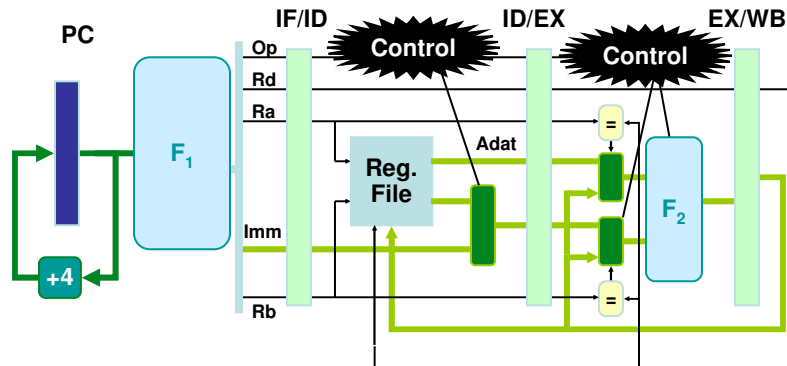 PC
IF/ID
Control
ID/EX
Control
EX/WB
Op
Rd
Ra
F1
Reg.
File
Adat
=
F2
Imm
+4
=
Rb